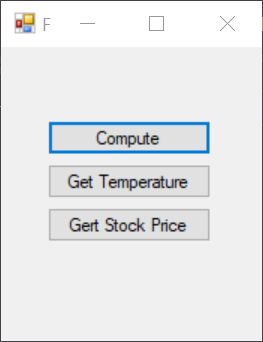 F
Compute
Get Temperature
Gert Stock Price